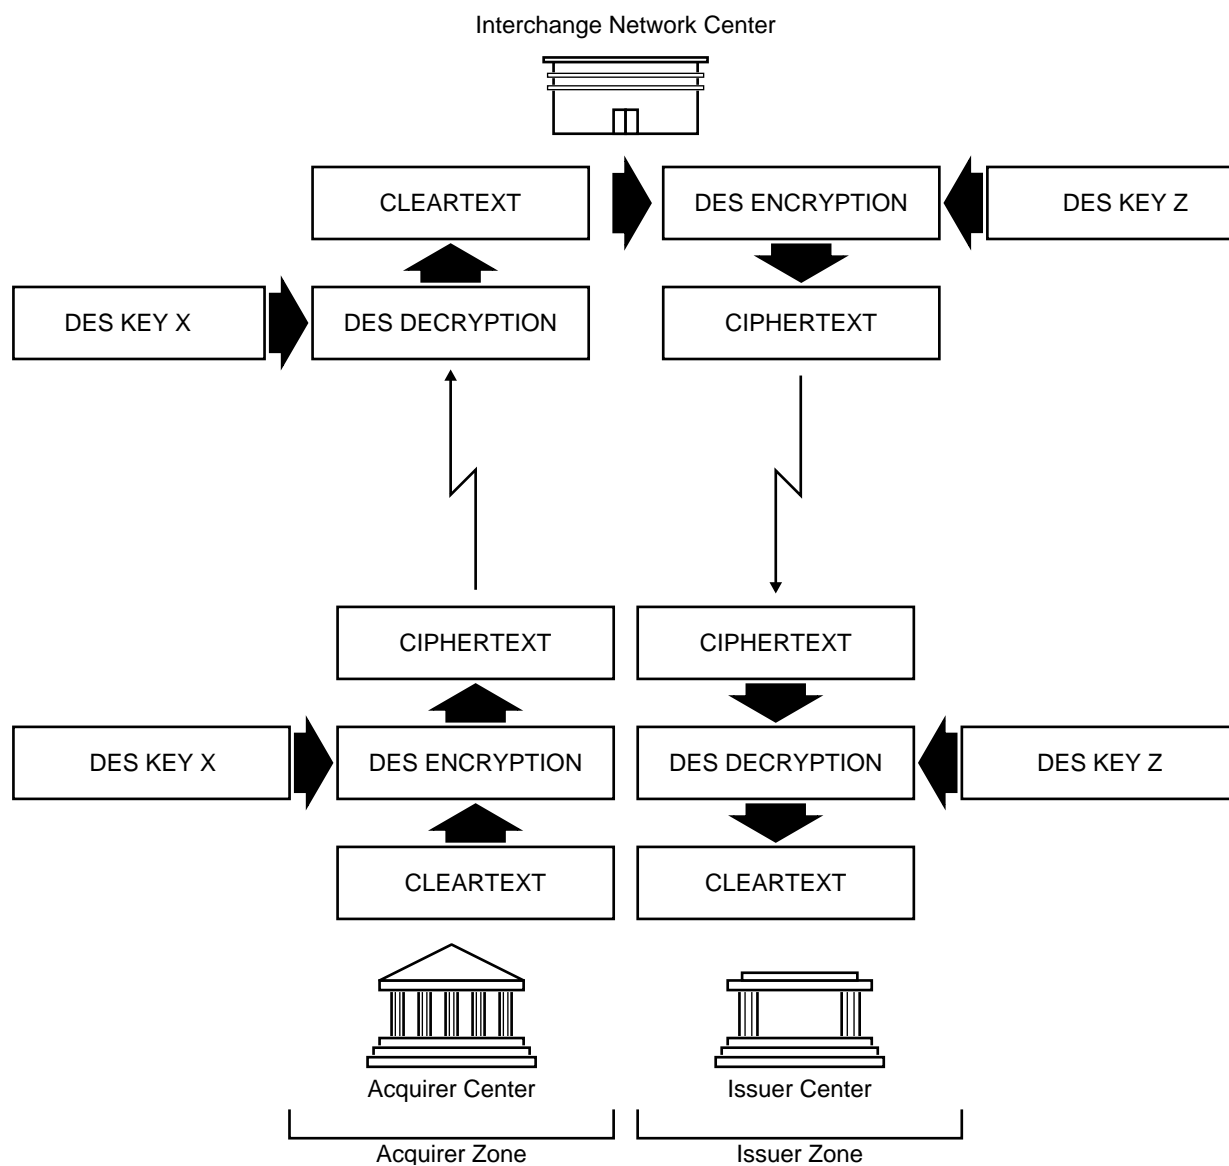 Interchange Network Center
CLEARTEXT
DES ENCRYPTION
DES KEY Z
DES KEY X
DES DECRYPTION
CIPHERTEXT
CIPHERTEXT
CIPHERTEXT
DES KEY X
DES ENCRYPTION
DES DECRYPTION
DES KEY Z
CLEARTEXT
CLEARTEXT
Acquirer Center
Issuer Center
Acquirer Zone
Issuer Zone